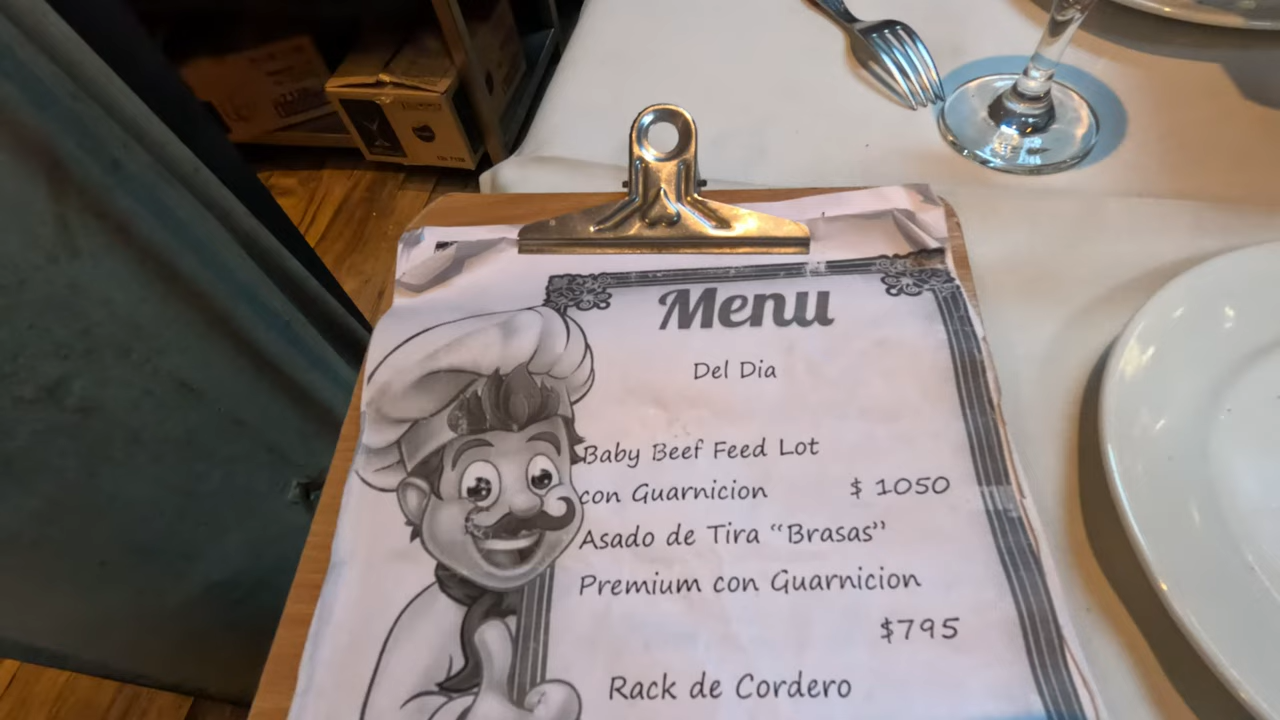 Menu
Del Dia
Baby Beef Feed Lot
con Guarnicion $ 1050
Asado de Tira “Brasas”
Premium con Guarnicion
$795
Rack de Cordero